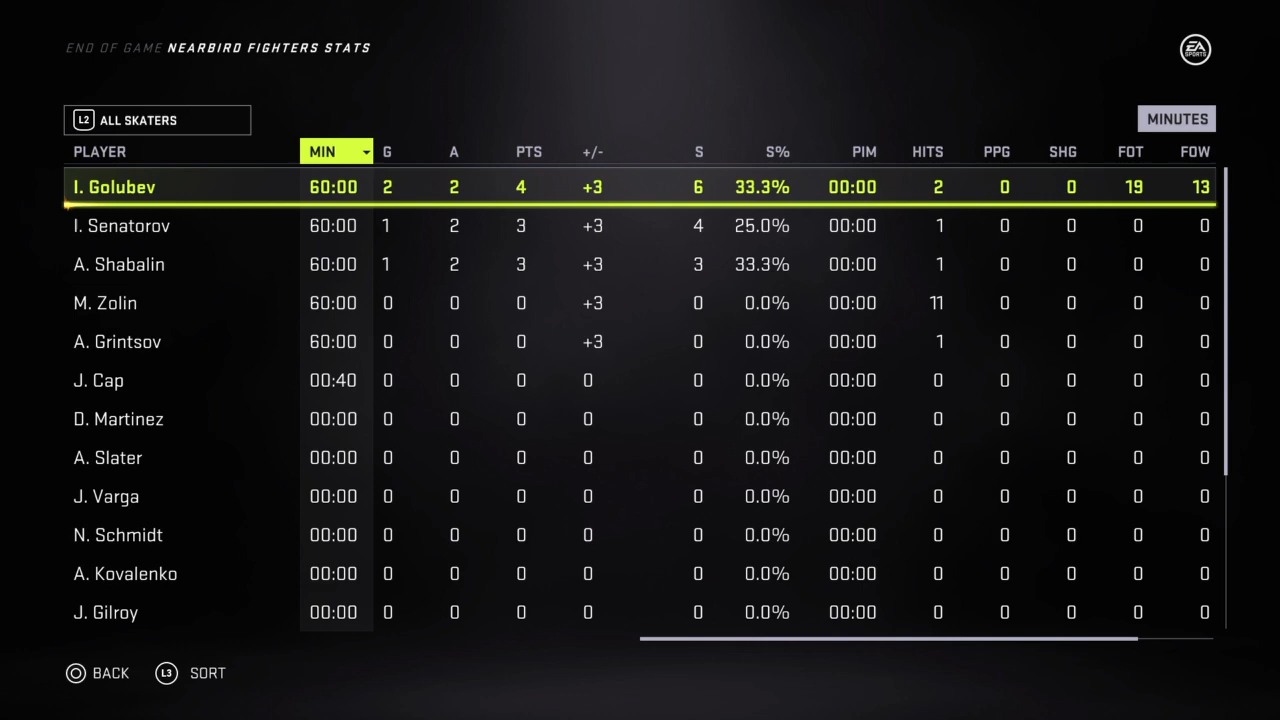 END OF GAME NEARBIRD FIGHTERS STATS
EA SPORTS
L2 ALL SKATERS
MINUTES
PLAYER MIN G A PTS +/- S S% PIM HITS PPG SHG FOT FOW
I. Golubev 60:00 2 2 4 +3 6 33.3% 00:00 2 0 0 19 13
I. Senatorov 60:00 1 2 3 +3 4 25.0% 00:00 1 0 0 0 0
A. Shabalin 60:00 1 2 3 +3 3 33.3% 00:00 1 0 0 0 0
M. Zolin 60:00 0 0 0 +3 0 0.0% 00:00 11 0 0 0 0
A. Grintsov 60:00 0 0 0 +3 0 0.0% 00:00 1 0 0 0 0
J. Cap 00:40 0 0 0 0 0 0.0% 00:00 0 0 0 0 0
D. Martinez 00:00 0 0 0 0 0 0.0% 00:00 0 0 0 0 0
A. Slater 00:00 0 0 0 0 0 0.0% 00:00 0 0 0 0 0
J. Varga 00:00 0 0 0 0 0 0.0% 00:00 0 0 0 0 0
N. Schmidt 00:00 0 0 0 0 0 0.0% 00:00 0 0 0 0 0
A. Kovalenko 00:00 0 0 0 0 0 0.0% 00:00 0 0 0 0 0
J. Gilroy 00:00 0 0 0 0 0 0.0% 00:00 0 0 0 0 0
BACK L3 SORT